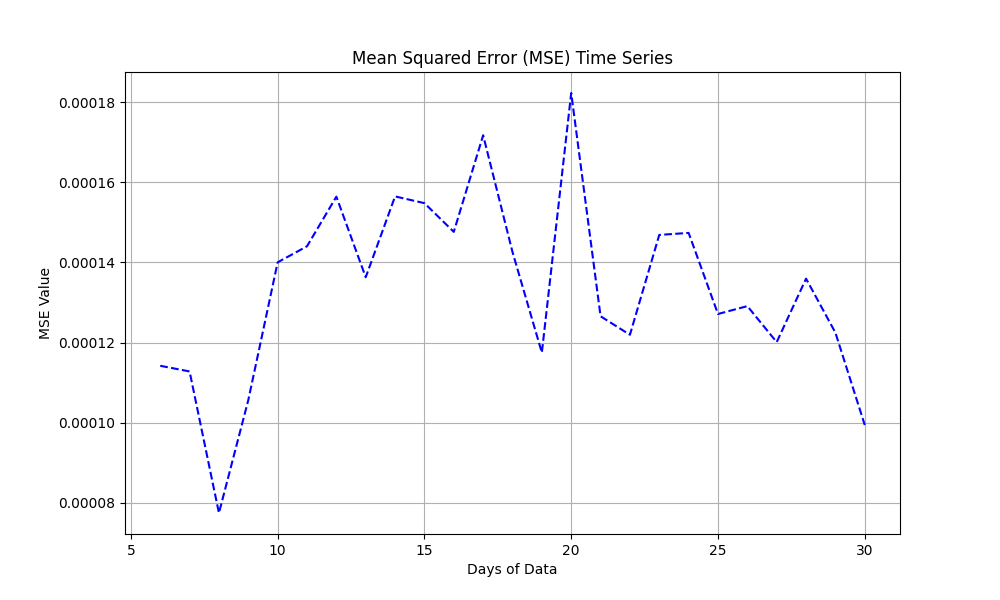 Mean Squared Error (MSE) Time Series
MSE Value
0.00018
0.00016
0.00014
0.00012
0.00010
0.00008
5 10 15 20 25 30
Days of Data